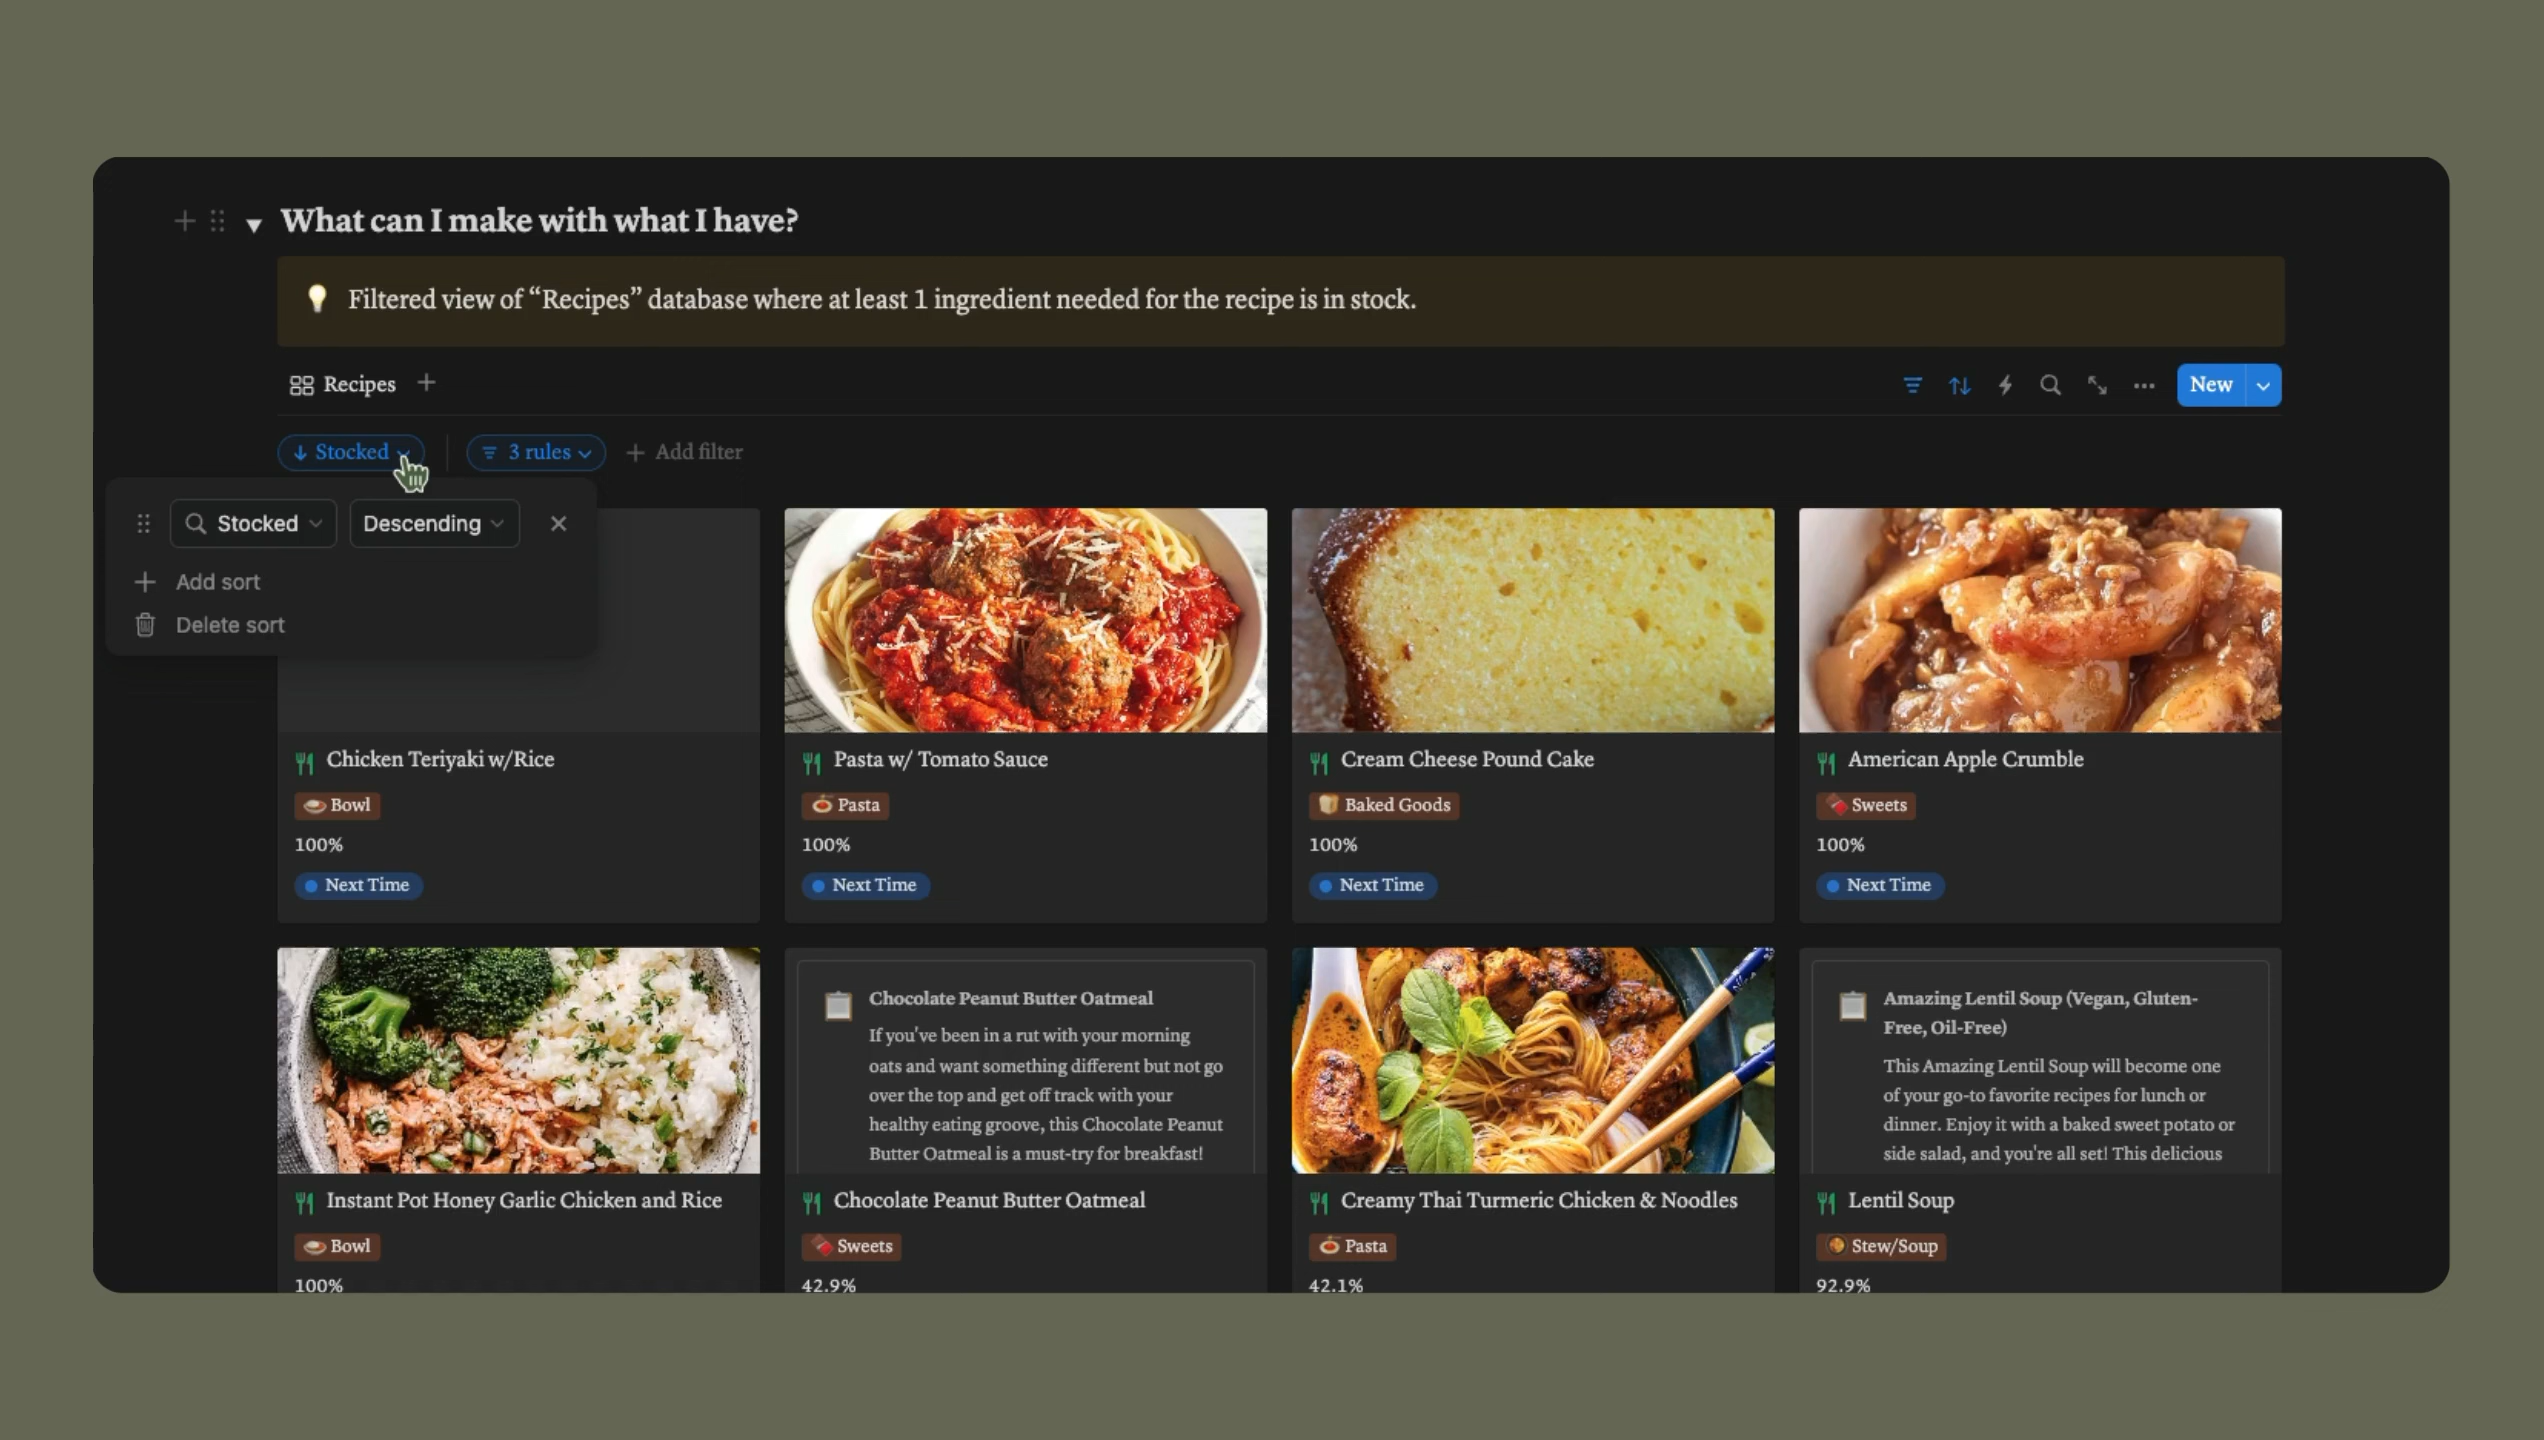 What can I make with what I have?
Filtered view of “Recipes” database where at least 1 ingredient needed for the recipe is in stock.
Recipes
New
Stocked
3 rules
Add filter
Stocked
Descending
Add sort
Delete sort
Chicken Teriyaki w/Rice
Bowl
100%
Next Time
Pasta w/ Tomato Sauce
Pasta
100%
Next Time
Cream Cheese Pound Cake
Baked Goods
100%
Next Time
American Apple Crumble
Sweets
100%
Next Time
Instant Pot Honey Garlic Chicken and Rice
Bowl
100%
Chocolate Peanut Butter Oatmeal
If you've been in a rut with your morning
oats and want something different but not go
over the top and get off track with your
healthy eating groove, this Chocolate Peanut
Butter Oatmeal is a must-try for breakfast!
Chocolate Peanut Butter Oatmeal
Sweets
42.9%
Creamy Thai Turmeric Chicken & Noodles
Pasta
42.1%
Amazing Lentil Soup (Vegan, Gluten-
Free, Oil-Free)
This Amazing Lentil Soup will become one
of your go-to favorite recipes for lunch or
dinner. Enjoy it with a baked sweet potato or
side salad, and you're all set! This delicious
Lentil Soup
Stew/Soup
92.9%